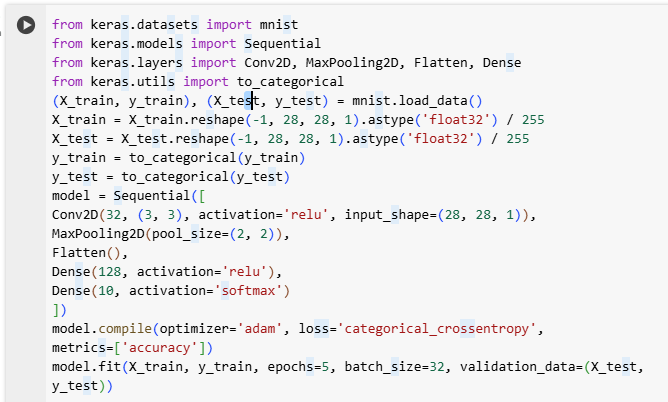 from keras.datasets import mnist
from keras.models import Sequential
from keras.layers import Conv2D, MaxPooling2D, Flatten, Dense
from keras.utils import to_categorical
(X_train, y_train), (X_test, y_test) = mnist.load_data()
X_train = X_train.reshape(-1, 28, 28, 1).astype('float32') / 255
X_test = X_test.reshape(-1, 28, 28, 1).astype('float32') / 255
y_train = to_categorical(y_train)
y_test = to_categorical(y_test)
model = Sequential([
Conv2D(32, (3, 3), activation='relu', input_shape=(28, 28, 1)),
MaxPooling2D(pool_size=(2, 2)),
Flatten(),
Dense(128, activation='relu'),
Dense(10, activation='softmax')
])
model.compile(optimizer='adam', loss='categorical_crossentropy',
metrics=['accuracy'])
model.fit(X_train, y_train, epochs=5, batch_size=32, validation_data=(X_test,
y_test))